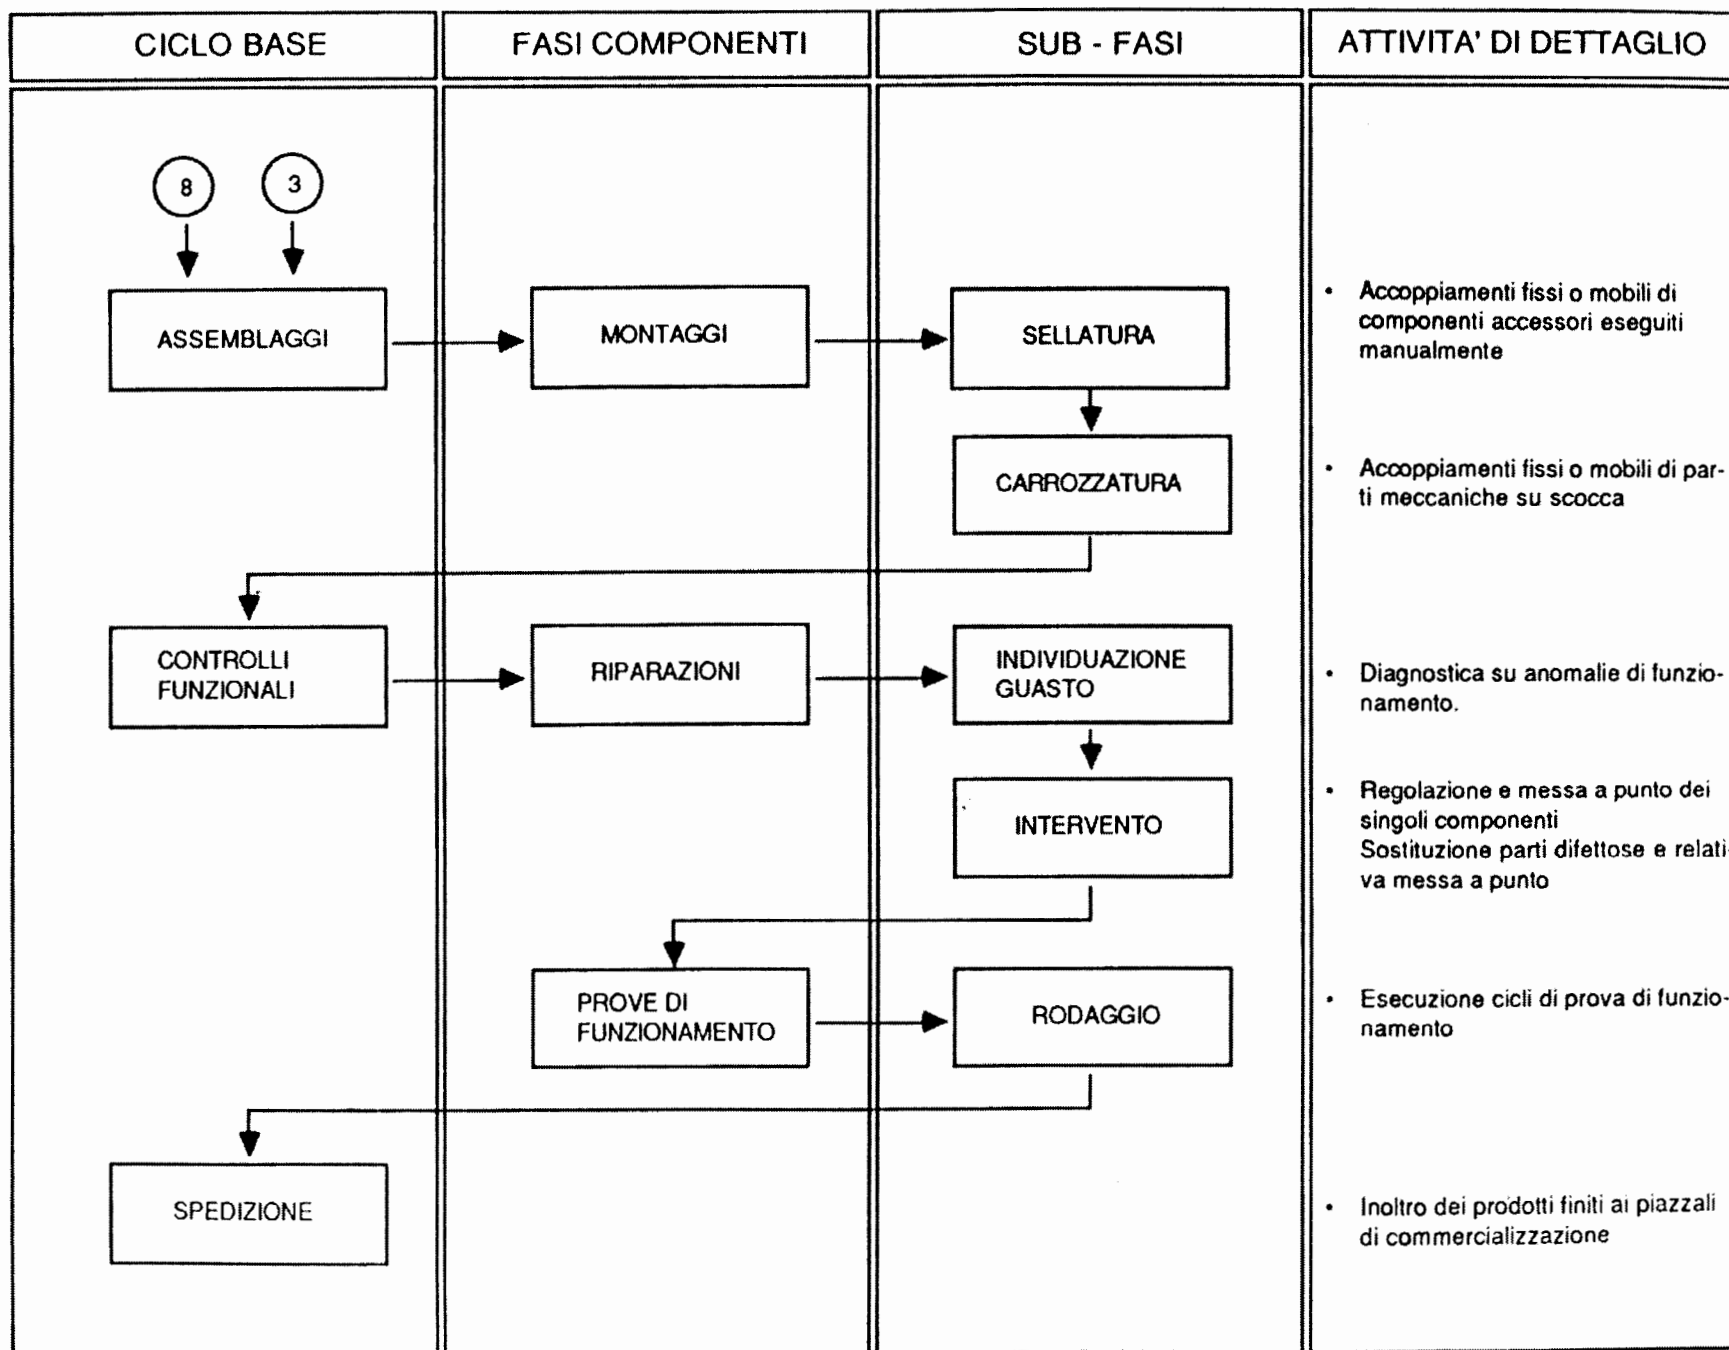 CICLO BASE
FASI COMPONENTI
SUB - FASI
ATTIVITA' DI DETTAGLIO
8
3
ASSEMBLAGGI
MONTAGGI
SELLATURA
• Accoppiamenti fissi o mobili di
componenti accessori eseguiti
manualmente
CARROZZATURA
• Accoppiamenti fissi o mobili di par-
ti meccaniche su scocca
CONTROLLI
FUNZIONALI
RIPARAZIONI
INDIVIDUAZIONE
GUASTO
• Diagnostica su anomalie di funzio-
namento.
INTERVENTO
• Regolazione e messa a punto dei
singoli componenti
Sostituzione parti difettose e relati-
va messa a punto
PROVE DI
FUNZIONAMENTO
RODAGGIO
• Esecuzione cicli di prova di funzio-
namento
SPEDIZIONE
• Inoltro dei prodotti finiti ai piazzali
di commercializzazione